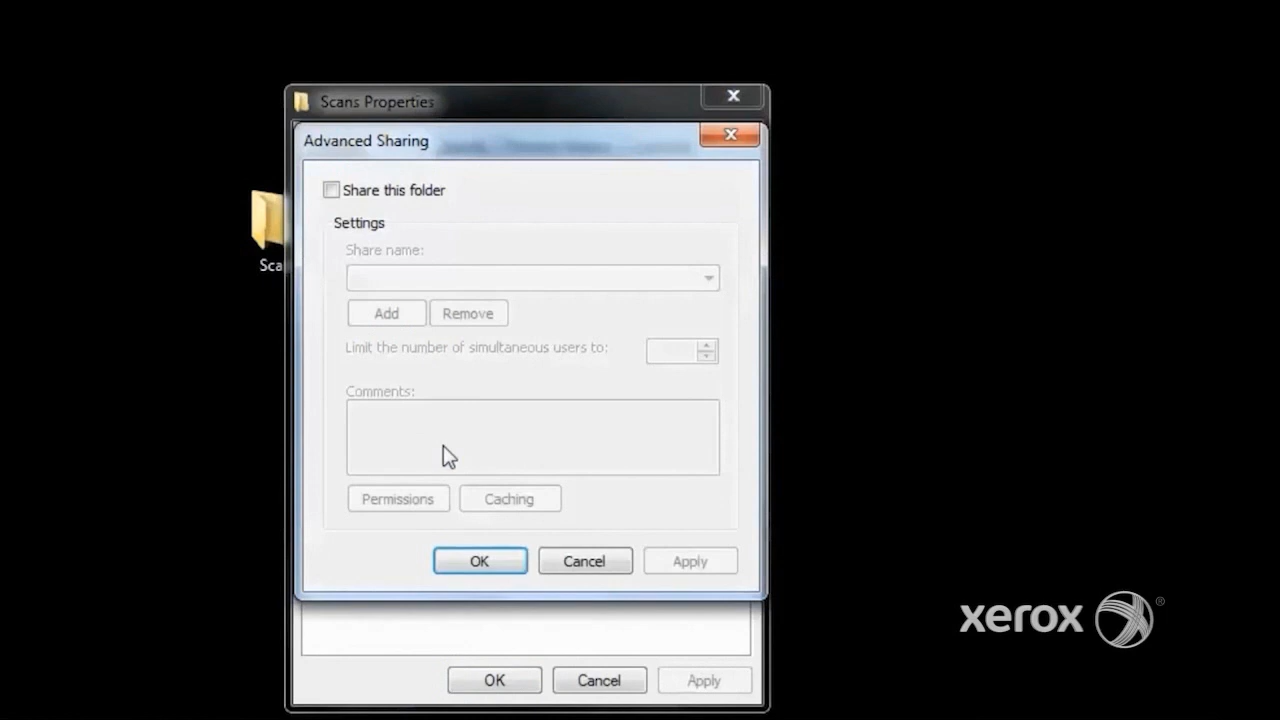 Scans Properties
Advanced Sharing
Share this folder
Settings
Share name:
Add Remove
Limit the number of simultaneous users to:
Comments:
Permissions Caching
OK Cancel Apply
OK Cancel Apply
Sca
xerox ®